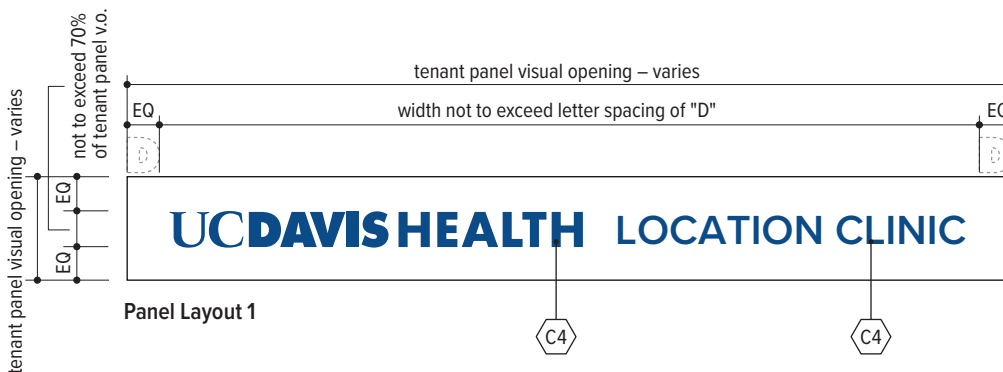 tenant panel visual opening – varies
not to exceed 70%
of tenant panel v.o.
tenant panel visual opening – varies
EQ
width not to exceed letter spacing of "D"
EQ
D
D
EQ
EQ
UCDAVIS HEALTH LOCATION CLINIC
Panel Layout 1
C4
C4